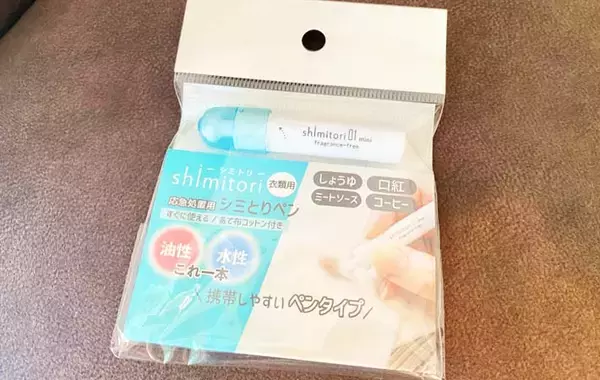 shimitori 01 mini
fragrance-free
ーシミトリー
shimitori
衣類用
応急処置用 シミとりペン
すぐに使える/当て布コットン付き
しょうゆ
口紅
ミートソース
コーヒー
油性
水性
これ一本
\携帯しやすいペンタイプ/